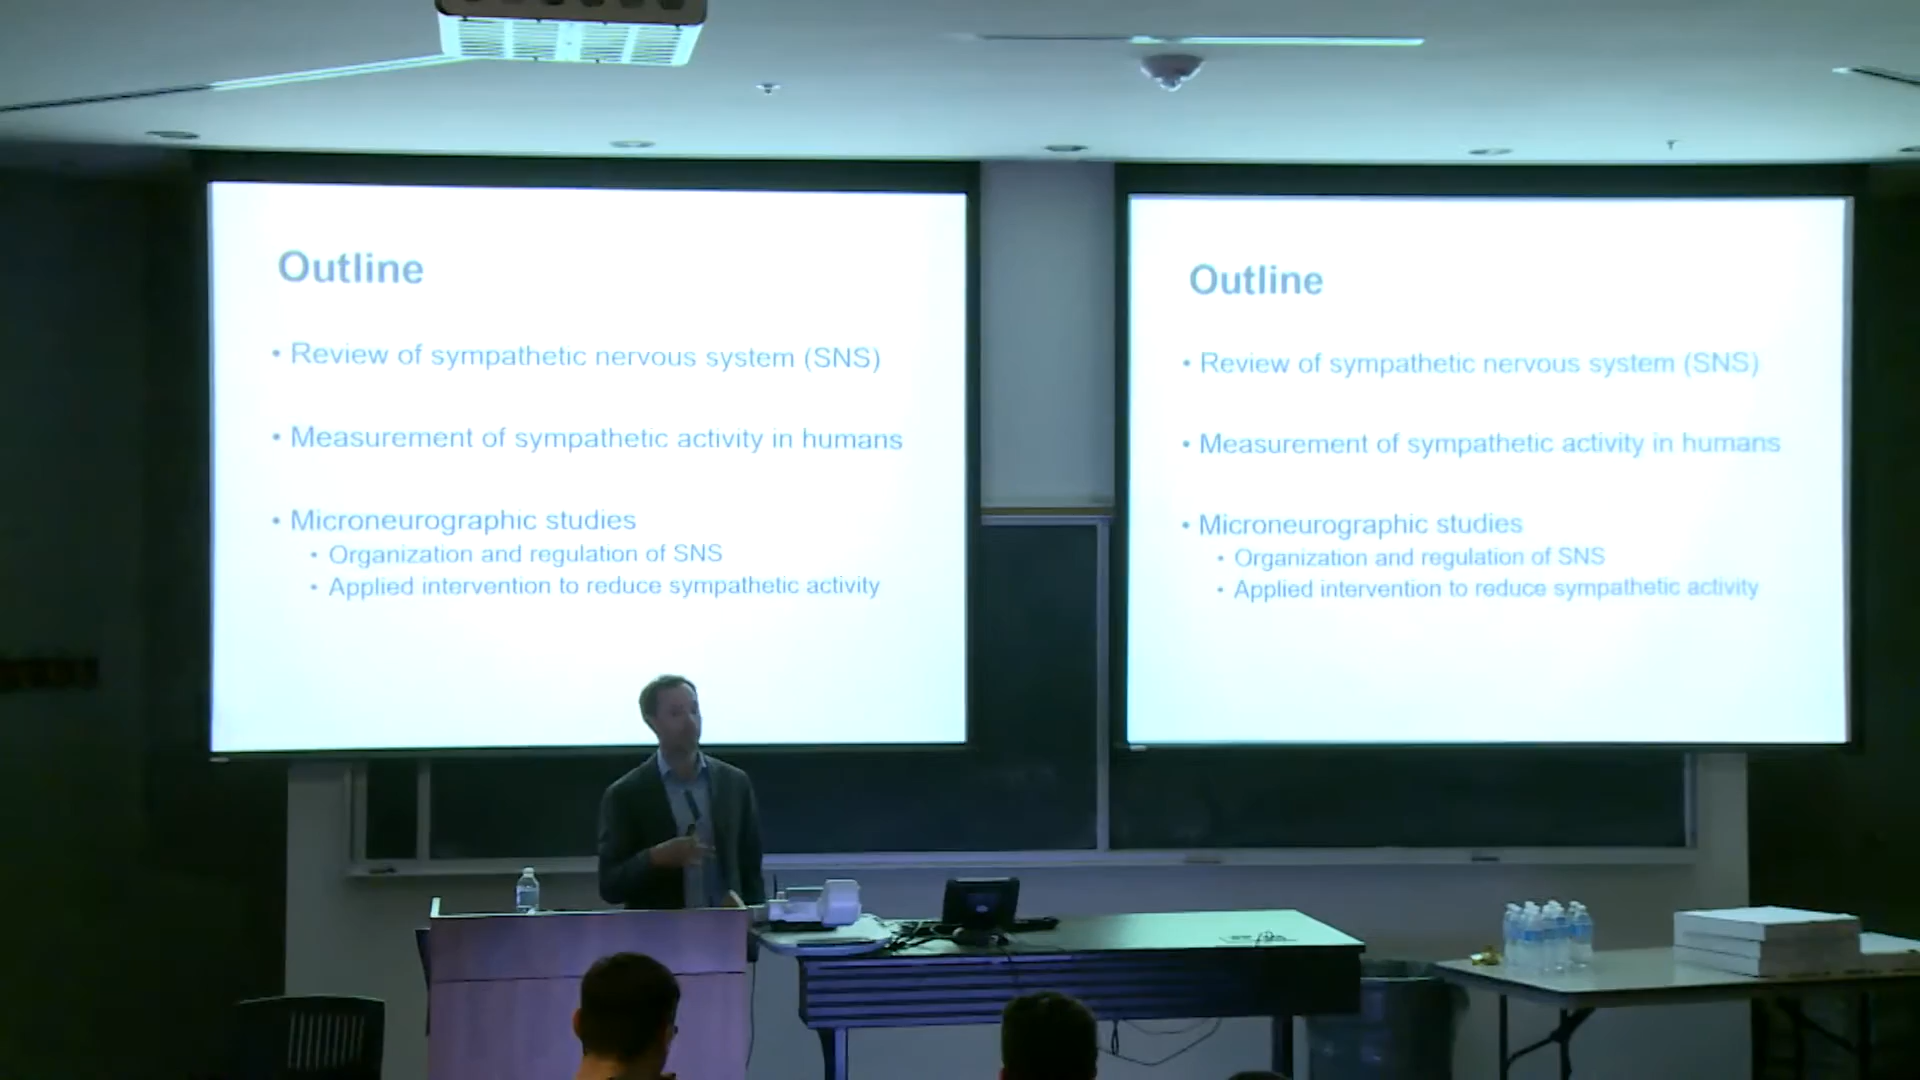 Outline
• Review of sympathetic nervous system (SNS)
• Measurement of sympathetic activity in humans
• Microneurographic studies
• Organization and regulation of SNS
• Applied intervention to reduce sympathetic activity
Outline
• Review of sympathetic nervous system (SNS)
• Measurement of sympathetic activity in humans
• Microneurographic studies
• Organization and regulation of SNS
• Applied intervention to reduce sympathetic activity